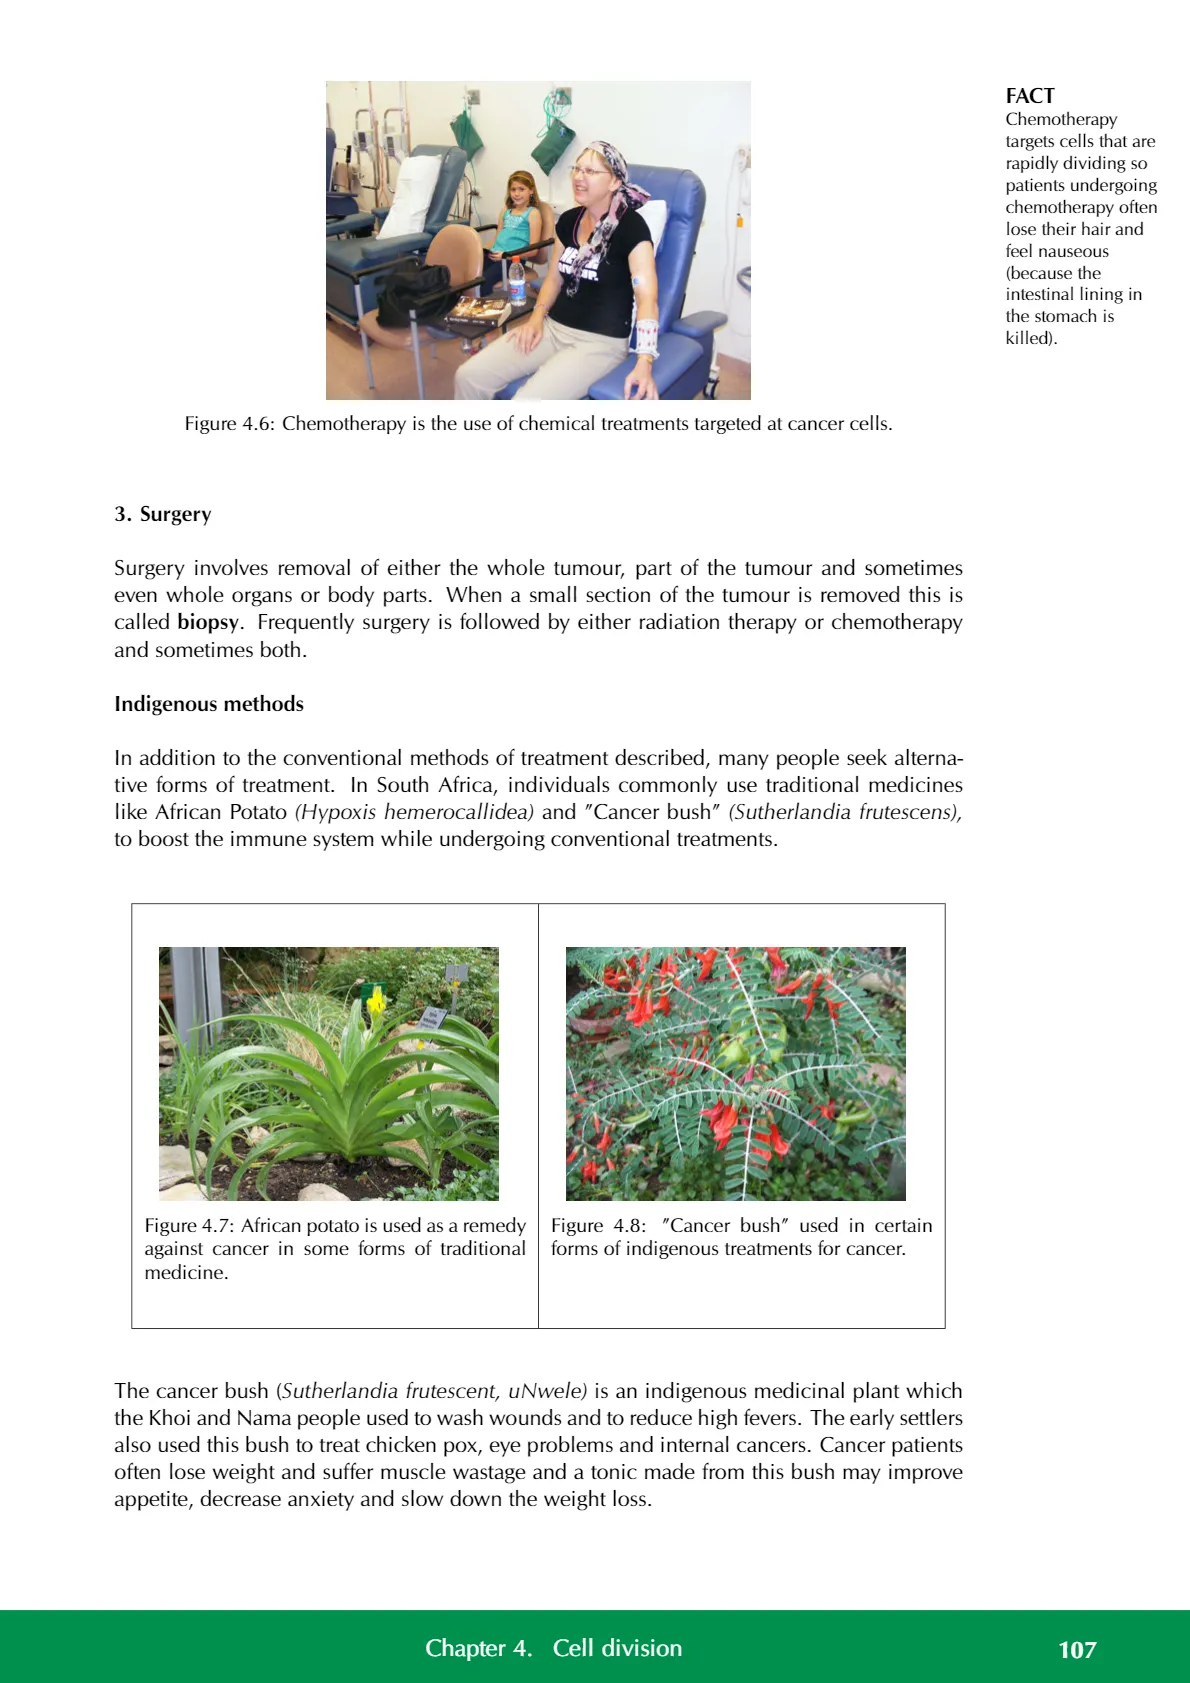 FACT
Chemotherapy
targets cells that are
rapidly dividing so
patients undergoing
chemotherapy often
lose their hair and
feel nauseous
(because the
intestinal lining in
the stomach is
killed).
Figure 4.6: Chemotherapy is the use of chemical treatments targeted at cancer cells.
3. Surgery
Surgery involves removal of either the whole tumour, part of the tumour and sometimes
even whole organs or body parts. When a small section of the tumour is removed this is
called biopsy. Frequently surgery is followed by either radiation therapy or chemotherapy
and sometimes both.
Indigenous methods
In addition to the conventional methods of treatment described, many people seek alterna-
tive forms of treatment. In South Africa, individuals commonly use traditional medicines
like African Potato (Hypoxis hemerocallidea) and "Cancer bush" (Sutherlandia frutescens),
to boost the immune system while undergoing conventional treatments.
Figure 4.7: African potato is used as a remedy
against cancer in some forms of traditional
medicine.
Figure 4.8: "Cancer bush" used in certain
forms of indigenous treatments for cancer.
The cancer bush (Sutherlandia frutescent, uNwele) is an indigenous medicinal plant which
the Khoi and Nama people used to wash wounds and to reduce high fevers. The early settlers
also used this bush to treat chicken pox, eye problems and internal cancers. Cancer patients
often lose weight and suffer muscle wastage and a tonic made from this bush may improve
appetite, decrease anxiety and slow down the weight loss.
Chapter 4. Cell division
107